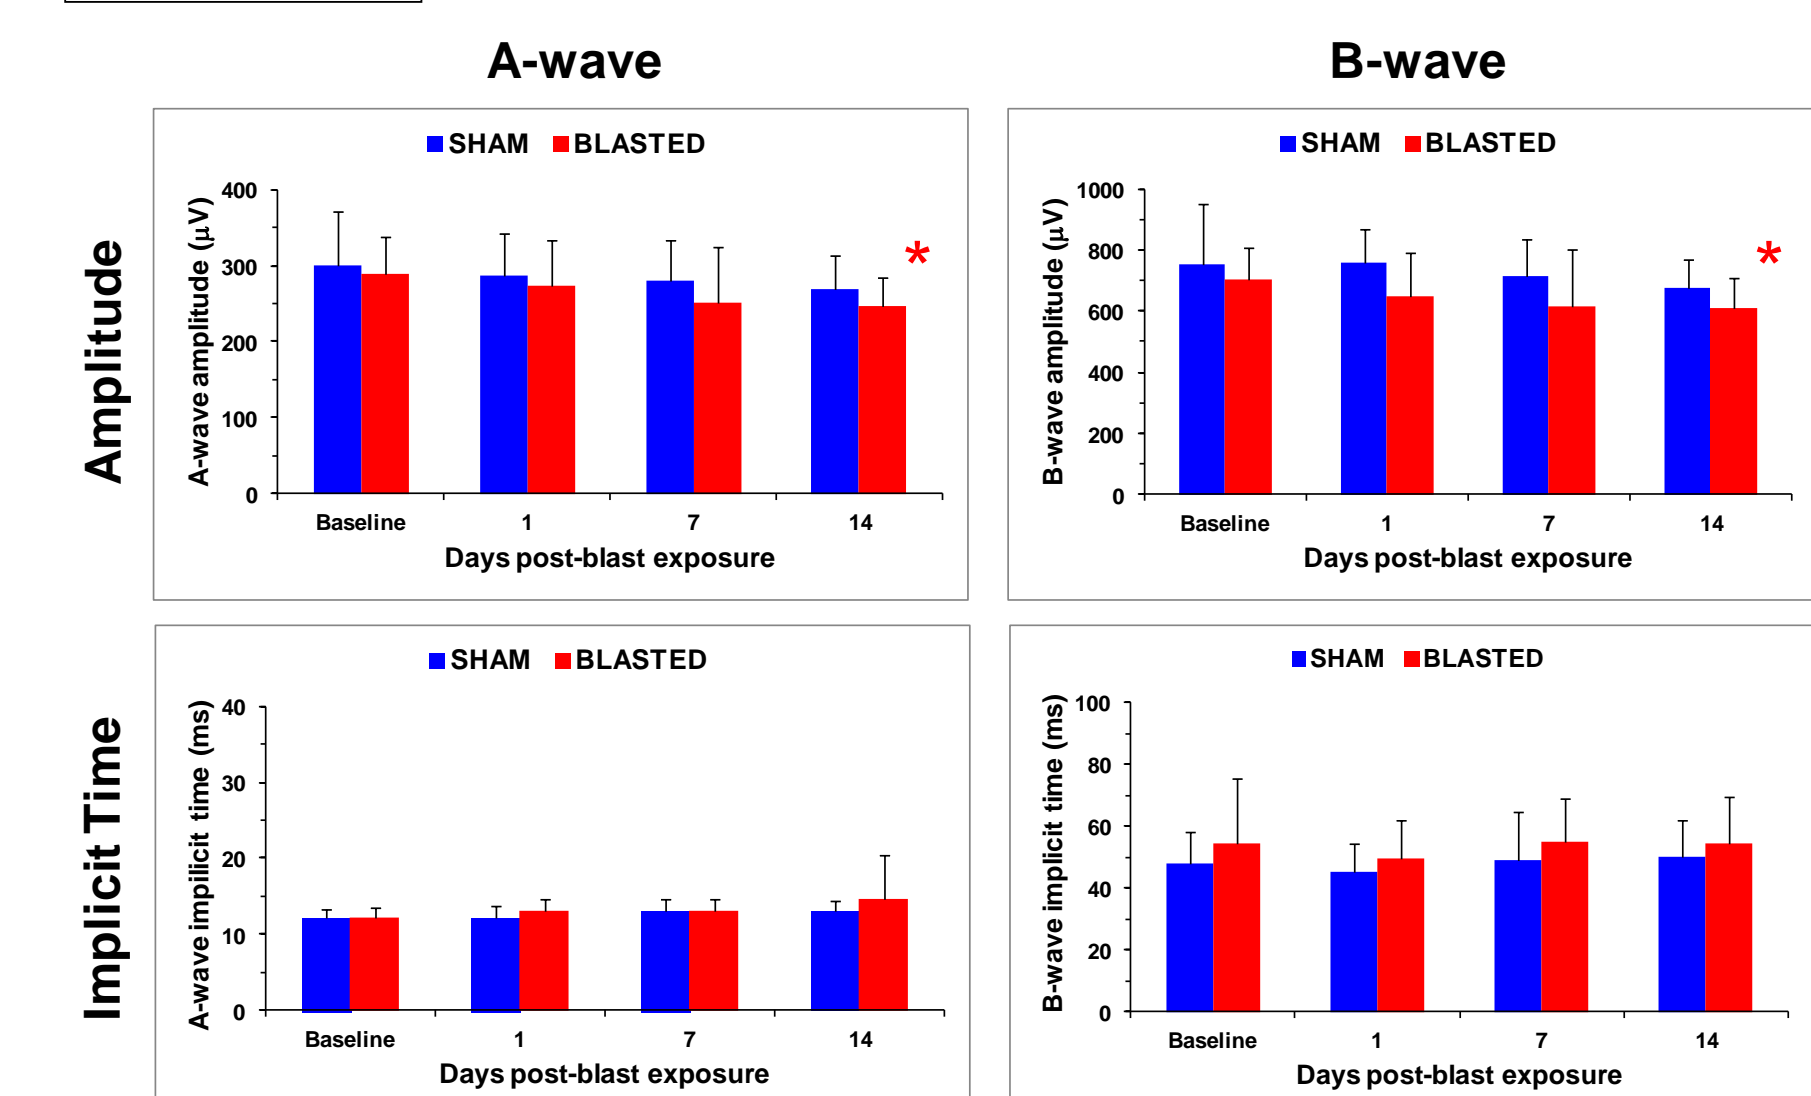 A-wave
B-wave
Amplitude
SHAM BLASTED
A-wave amplitude (μV)
400
300
200
100
0
*
Baseline 1 7 14
Days post-blast exposure
SHAM BLASTED
B-wave amplitude (μV)
1000
800
600
400
200
0
*
Baseline 1 7 14
Days post-blast exposure
Implicit Time
SHAM BLASTED
A-wave impilicit time (ms)
40
30
20
10
0
Baseline 1 7 14
Days post-blast exposure
SHAM BLASTED
B-wave implicit time (ms)
100
80
60
40
20
0
Baseline 1 7 14
Days post-blast exposure